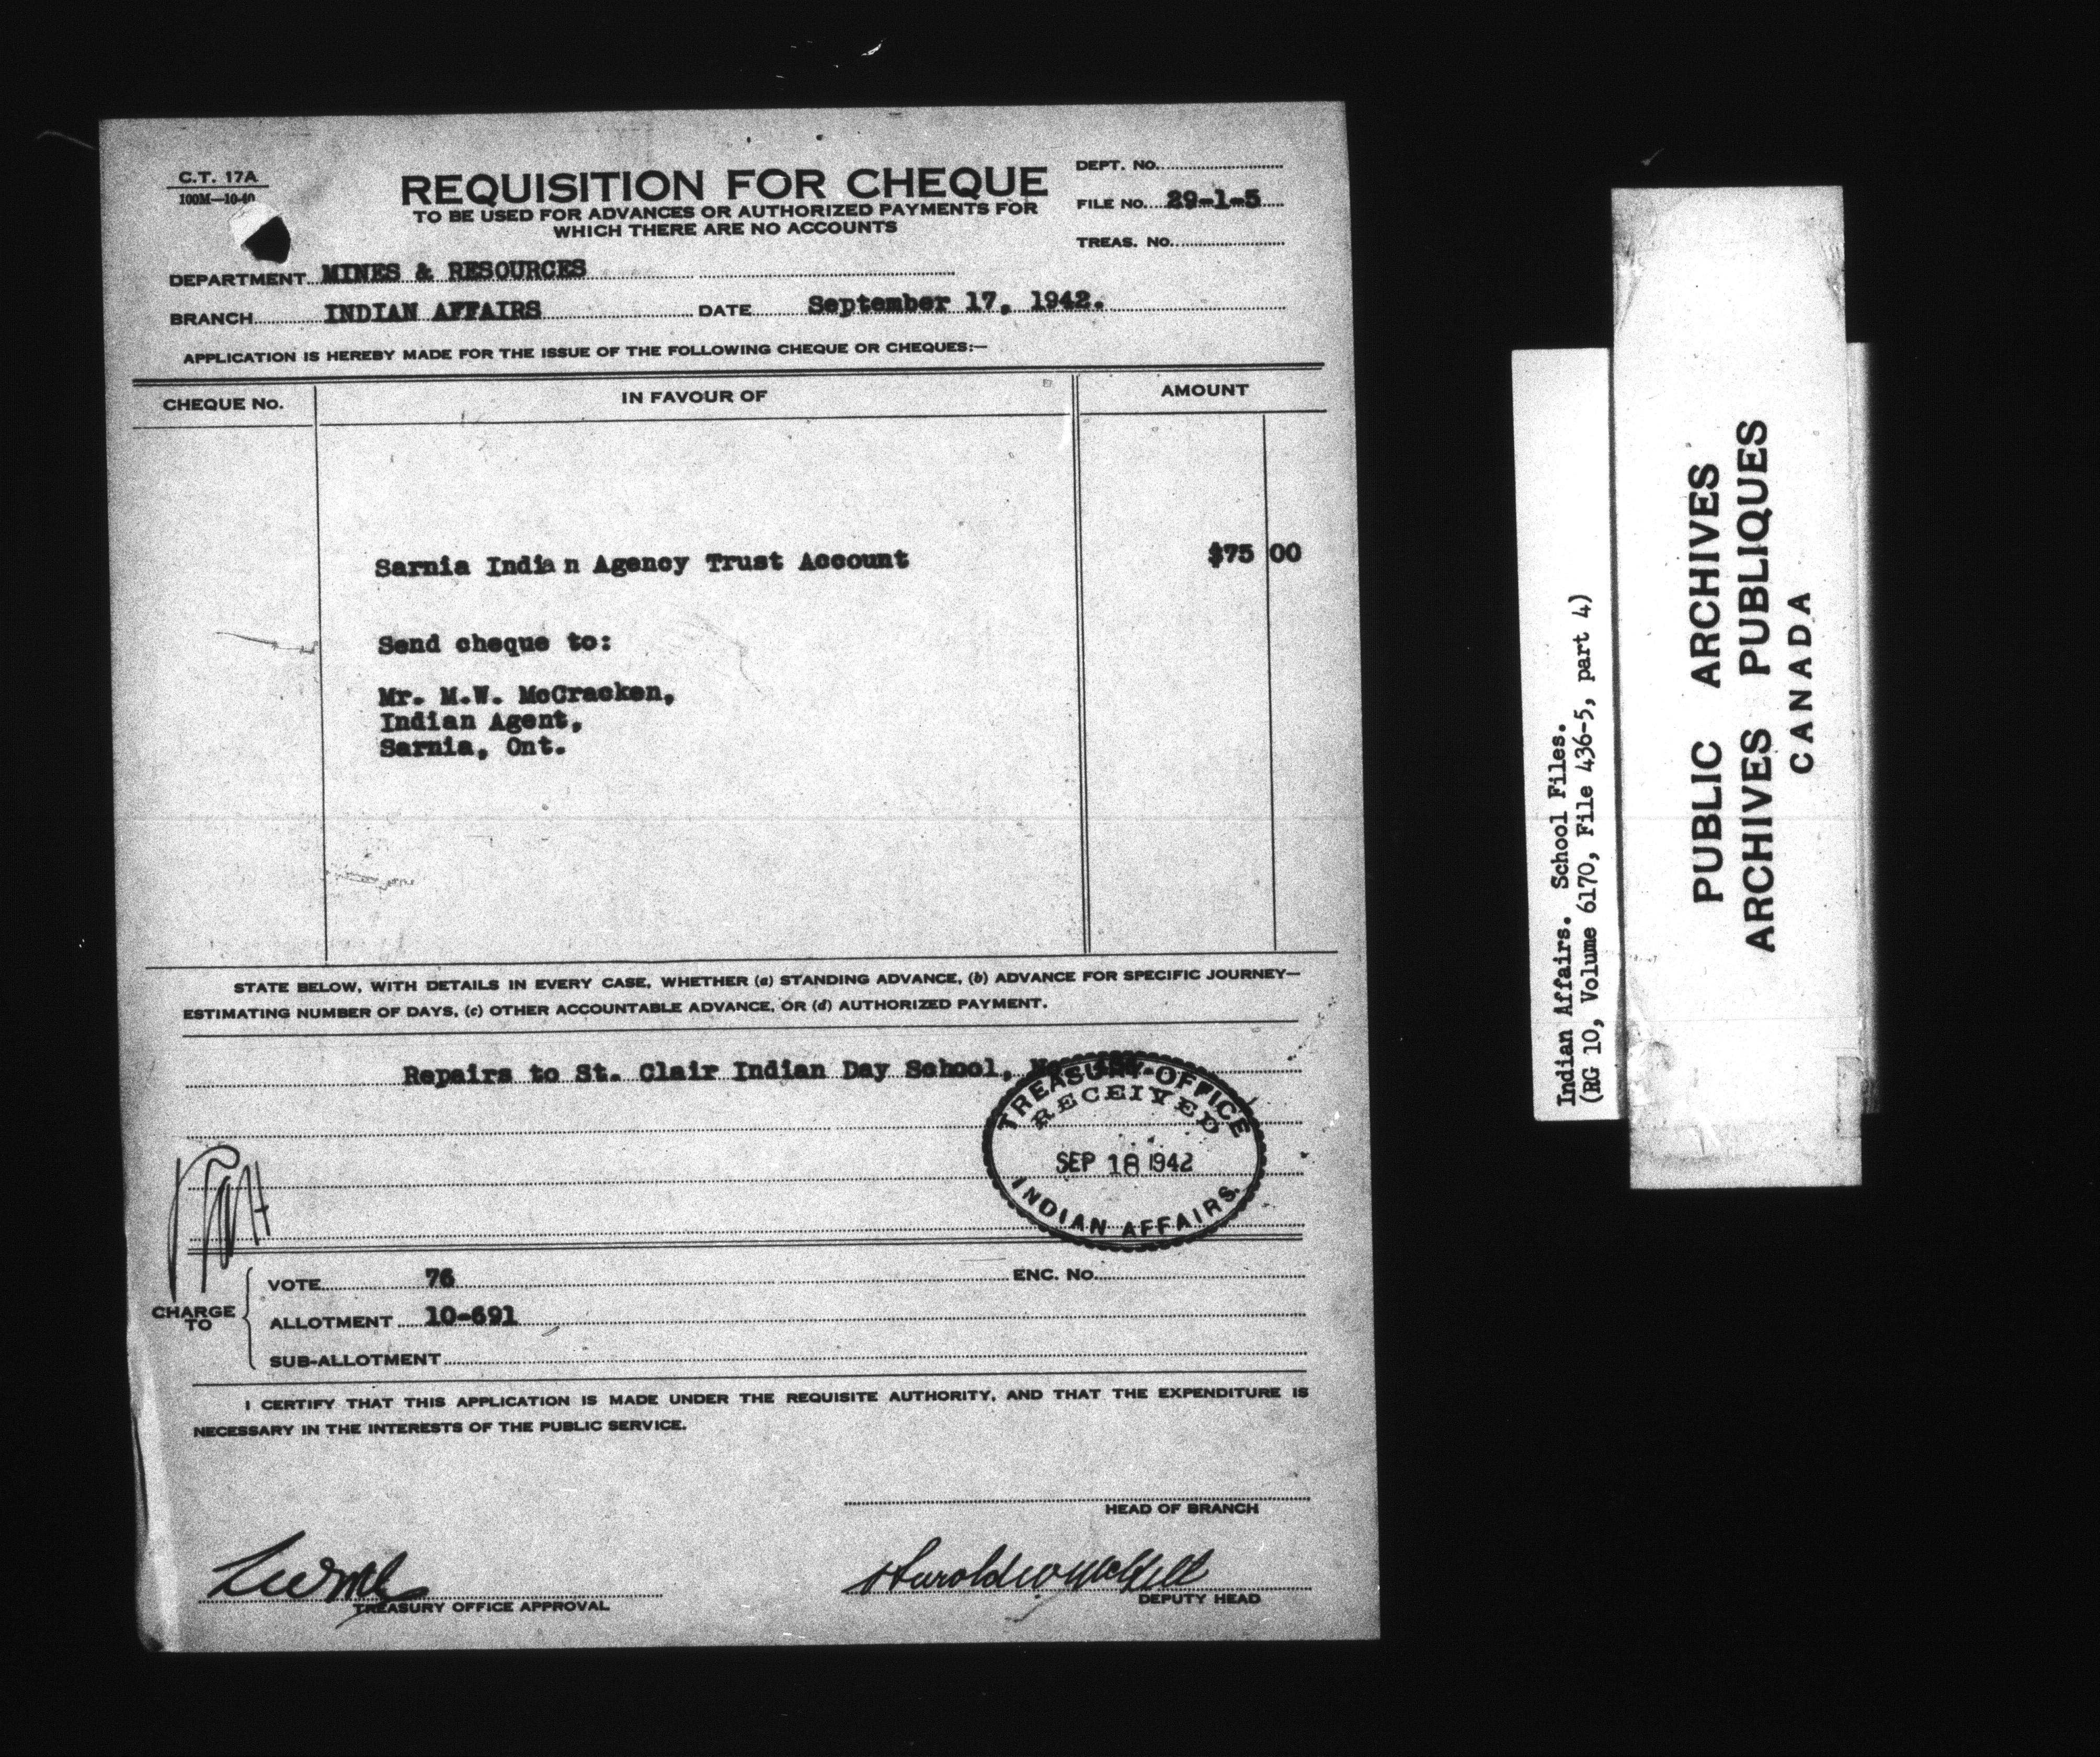 C.T. 17A
100M—10-40
REQUISITION FOR CHEQUE
TO BE USED FOR ADVANCES OR AUTHORIZED PAYMENTS FOR
WHICH THERE ARE NO ACCOUNTS
DEPT. No.
FILE No. 29-1-5
TREAS. No.
DEPARTMENT MINES & RESOURCES
BRANCH INDIAN AFFAIRS DATE September 17, 1942.
APPLICATION IS HEREBY MADE FOR THE ISSUE OF THE FOLLOWING CHEQUE OR CHEQUES:—
CHEQUE No. IN FAVOUR OF AMOUNT
Sarnia Indian Agency Trust Account $75 00
Send cheque to:
Mr. M.W. McCracken,
Indian Agent,
Sarnia, Ont.
STATE BELOW, WITH DETAILS IN EVERY CASE, WHETHER (a) STANDING ADVANCE, (b) ADVANCE FOR SPECIFIC JOURNEY—
ESTIMATING NUMBER OF DAYS, (c) OTHER ACCOUNTABLE ADVANCE, OR (d) AUTHORIZED PAYMENT.
Repairs to St. Clair Indian Day School,
TREASURY OFFICE
RECEIVED
SEP 18 1942
INDIAN AFFAIRS.
CHARGE TO
VOTE 76 ENC. No.
ALLOTMENT 10-691
SUB-ALLOTMENT
I CERTIFY THAT THIS APPLICATION IS MADE UNDER THE REQUISITE AUTHORITY, AND THAT THE EXPENDITURE IS
NECESSARY IN THE INTERESTS OF THE PUBLIC SERVICE.
HEAD OF BRANCH
Harold W McGill
TREASURY OFFICE APPROVAL
DEPUTY HEAD
Indian Affairs. School Files.
(RG 10, Volume 6170, File 436-5, part 4)
PUBLIC ARCHIVES
ARCHIVES PUBLIQUES
CANADA